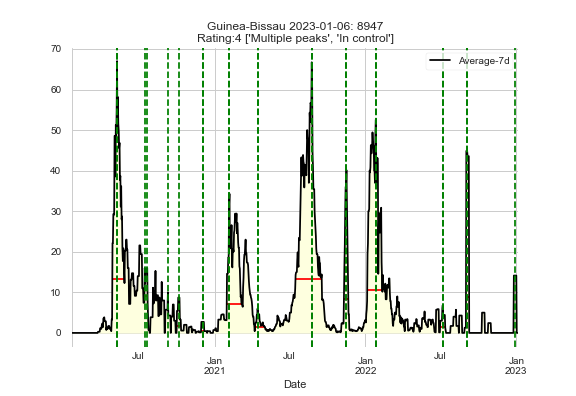 Guinea-Bissau 2023-01-06: 8947
Rating:4 ['Multiple peaks', 'In control']
Average-7d
70
60
50
40
30
20
10
0
Jul
Jan
2021
Jul
Jan
2022
Jul
Jan
2023
Date